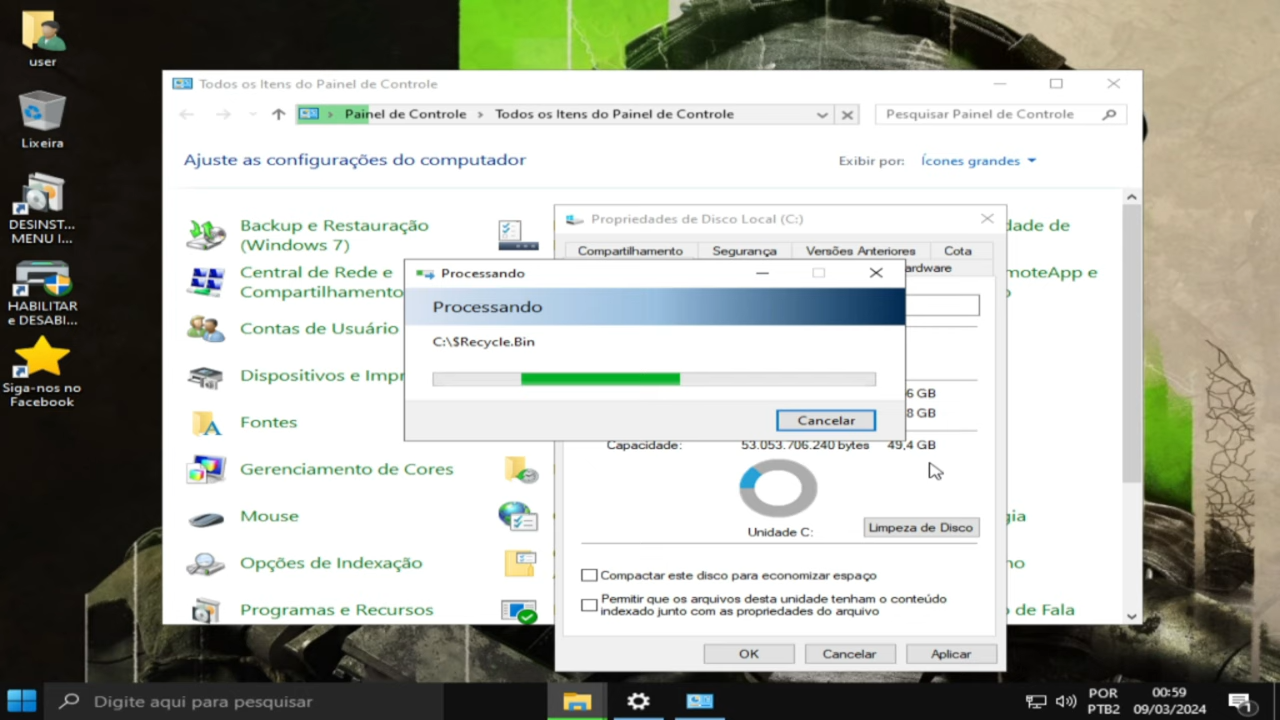 user
Lixeira
DESINST...
MENU I...
HABILITAR
e DESABI...
Siga-nos no
Facebook
Todos os Itens do Painel de Controle
Painel de Controle › Todos os Itens do Painel de Controle
Pesquisar Painel de Controle
Ajuste as configurações do computador
Exibir por: Ícones grandes
Backup e Restauração
(Windows 7)
Central de Rede e
Compartilhamento
Contas de Usuário
Dispositivos e Impr
Fontes
Gerenciamento de Cores
Mouse
Opções de Indexação
Programas e Recursos
dade de
moteApp e
o
gia
no
de Fala
Propriedades de Disco Local (C:)
Compartilhamento Segurança Versões Anteriores Cota
ardware
Processando
Processando
C:\$Recycle.Bin
Cancelar
6 GB
8 GB
Capacidade: 53.053.706.240 bytes 49,4 GB
Unidade C:
Limpeza de Disco
Compactar este disco para economizar espaço
Permitir que os arquivos desta unidade tenham o conteúdo
indexado junto com as propriedades do arquivo
OK Cancelar Aplicar
Digite aqui para pesquisar
POR
PTB2
00:59
09/03/2024
1